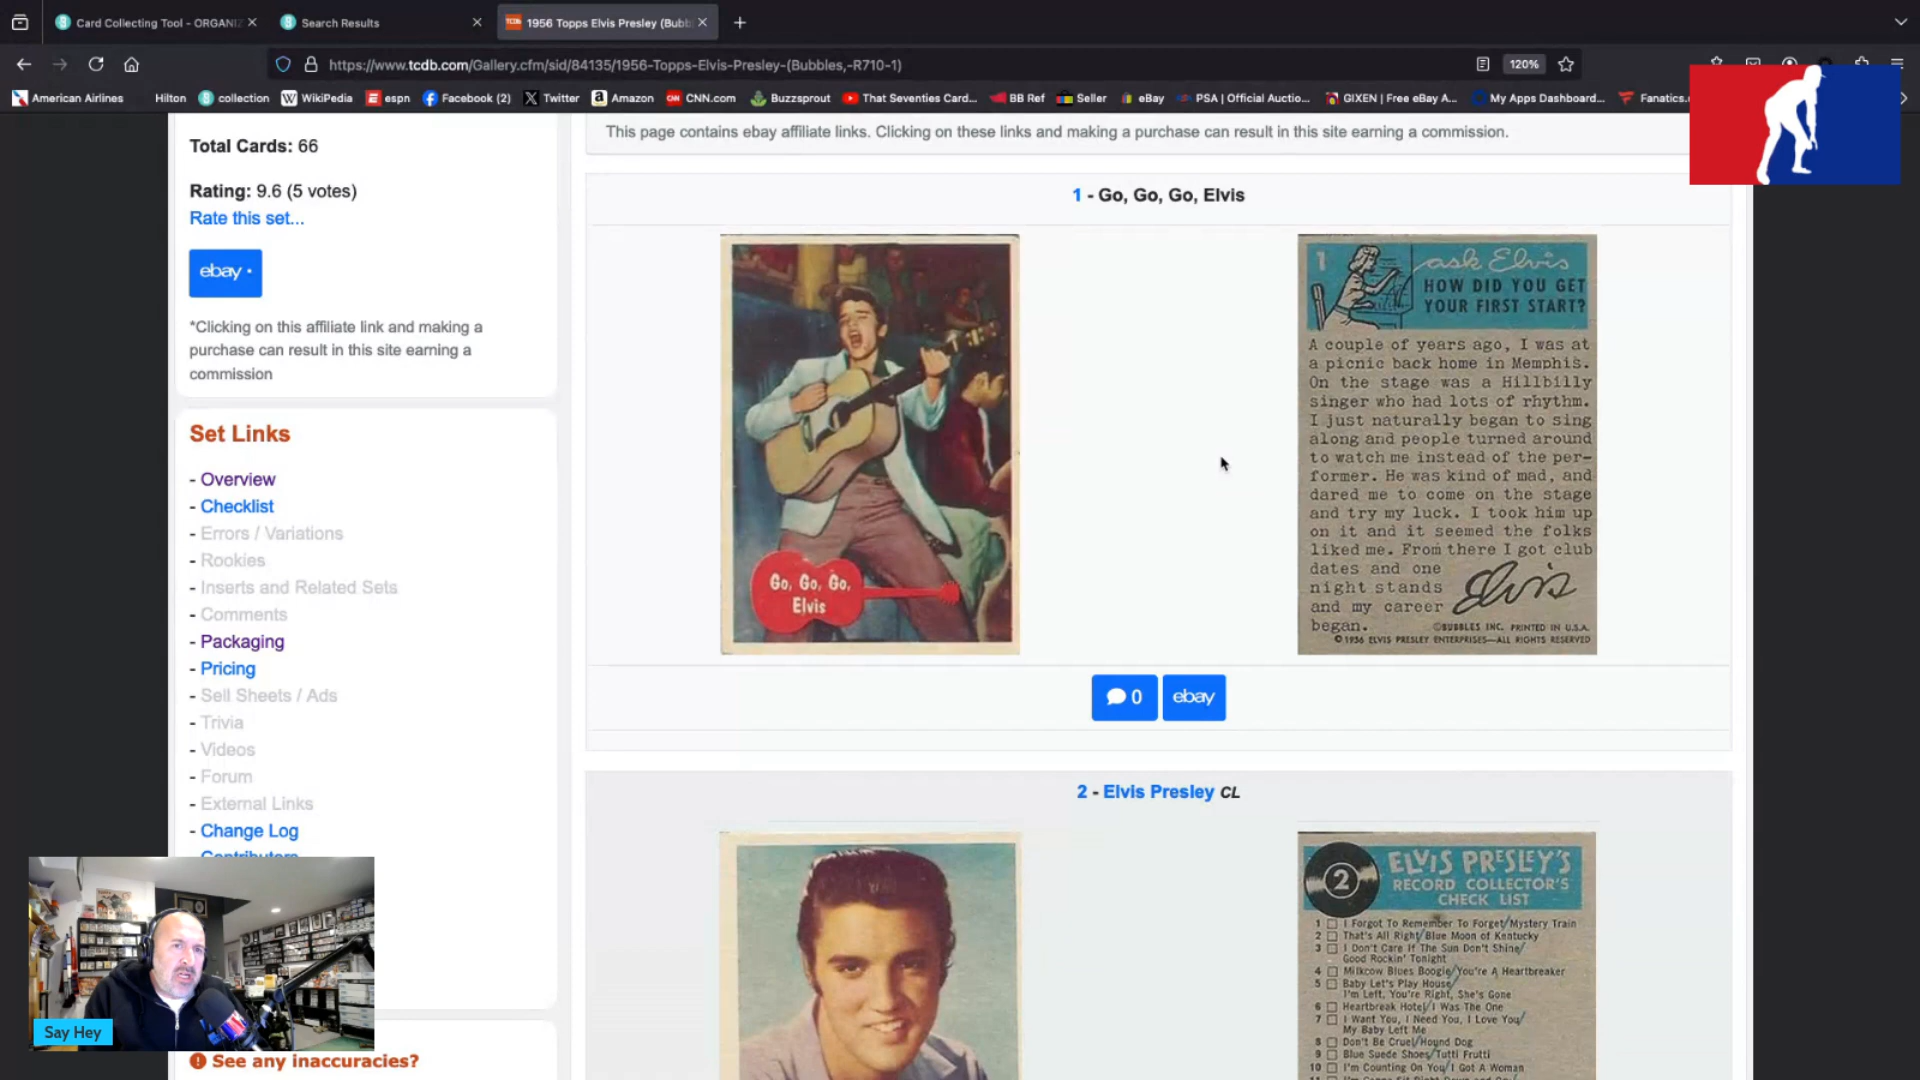 Card Collecting Tool - ORGANIZ
Search Results
TCDb
1956 Topps Elvis Presley (Bubb
https://www.tcdb.com/Gallery.cfm/sid/84135/1956-Topps-Elvis-Presley-(Bubbles,-R710-1)
120%
American Airlines
Hilton
collection
WikiPedia
espn
Facebook (2)
Twitter
Amazon
CNN.com
Buzzsprout
That Seventies Card...
BB Ref
Seller
eBay
PSA | Official Auctio...
GIXEN | Free eBay A...
My Apps Dashboard...
Fanatics.
This page contains ebay affiliate links. Clicking on these links and making a purchase can result in this site earning a commission.
Total Cards: 66
Rating: 9.6 (5 votes)
Rate this set...
ebay
*Clicking on this affiliate link and making a
purchase can result in this site earning a
commission
Set Links
- Overview
- Checklist
- Errors / Variations
- Rookies
- Inserts and Related Sets
- Comments
- Packaging
- Pricing
- Sell Sheets / Ads
- Trivia
- Videos
- Forum
- External Links
- Change Log
- Contributors
Say Hey
See any inaccuracies?
1 - Go, Go, Go, Elvis
Go, Go, Go,
Elvis
1
ask Elvis
HOW DID YOU GET
YOUR FIRST START?
A couple of years ago, I was at
a picnic back home in Memphis.
On the stage was a Hillbilly
singer who had lots of rhythm.
I just naturally began to sing
along and people turned around
to watch me instead of the per-
former. He was kind of mad, and
dared me to come on the stage
and try my luck. I took him up
on it and it seemed the folks
liked me. From there I got club
dates and one
night stands
and my career
began.
Elvis
©BUBBLES INC. PRINTED IN U.S.A.
© 1956 ELVIS PRESLEY ENTERPRISES—ALL RIGHTS RESERVED
0
ebay
2 - Elvis Presley CL
2
ELVIS PRESLEY'S
RECORD COLLECTOR'S
CHECK LIST
1 I Forgot To Remember To Forget/Mystery Train
2 That's All Right/Blue Moon of Kentucky
3 I Don't Care If The Sun Don't Shine/
Good Rockin' Tonight
4 Milkcow Blues Boogie/You're A Heartbreaker
5 Baby Let's Play House/
I'm Left, You're Right, She's Gone
6 Heartbreak Hotel/I Was The One
7 I Want You, I Need You, I Love You/
My Baby Left Me
8 Don't Be Cruel/Hound Dog
9 Blue Suede Shoes/Tutti Frutti
10 I'm Counting On You/I Got A Woman